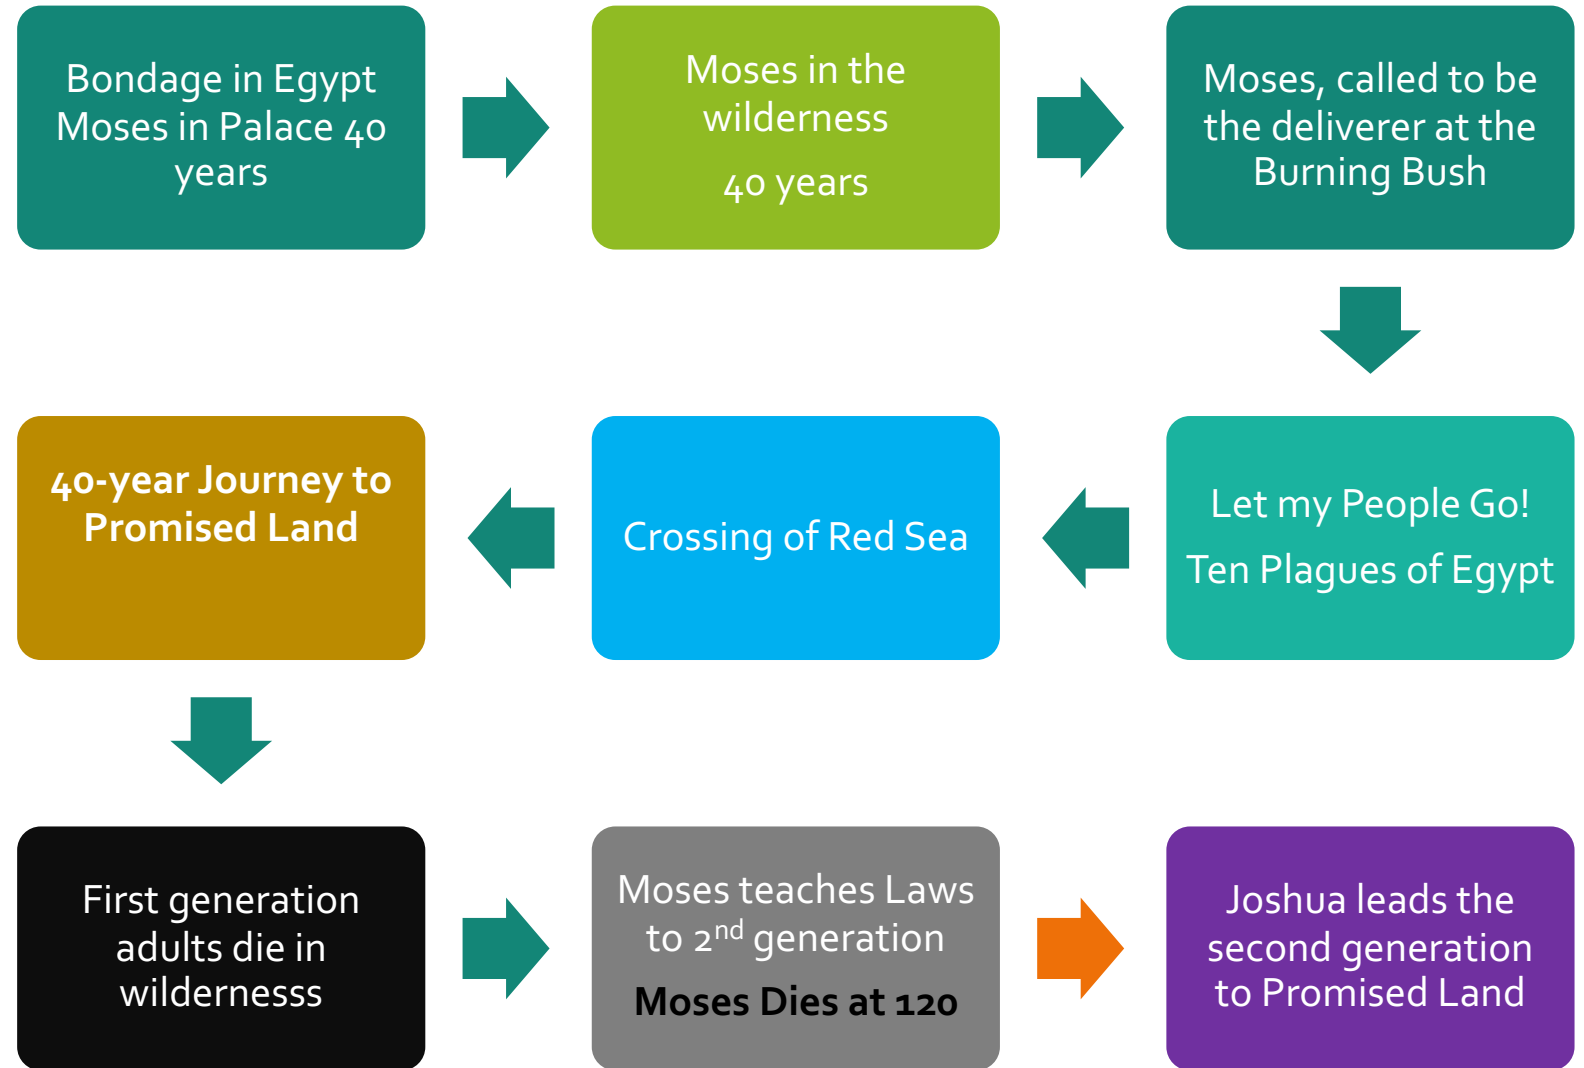 Bondage in Egypt
Moses in Palace 40
years
Moses in the
wilderness
40 years
Moses, called to be
the deliverer at the
Burning Bush
Let my People Go!
Ten Plagues of Egypt
Crossing of Red Sea
40-year Journey to
Promised Land
First generation
adults die in
wildernesss
Moses teaches Laws
to 2nd generation
Moses Dies at 120
Joshua leads the
second generation
to Promised Land